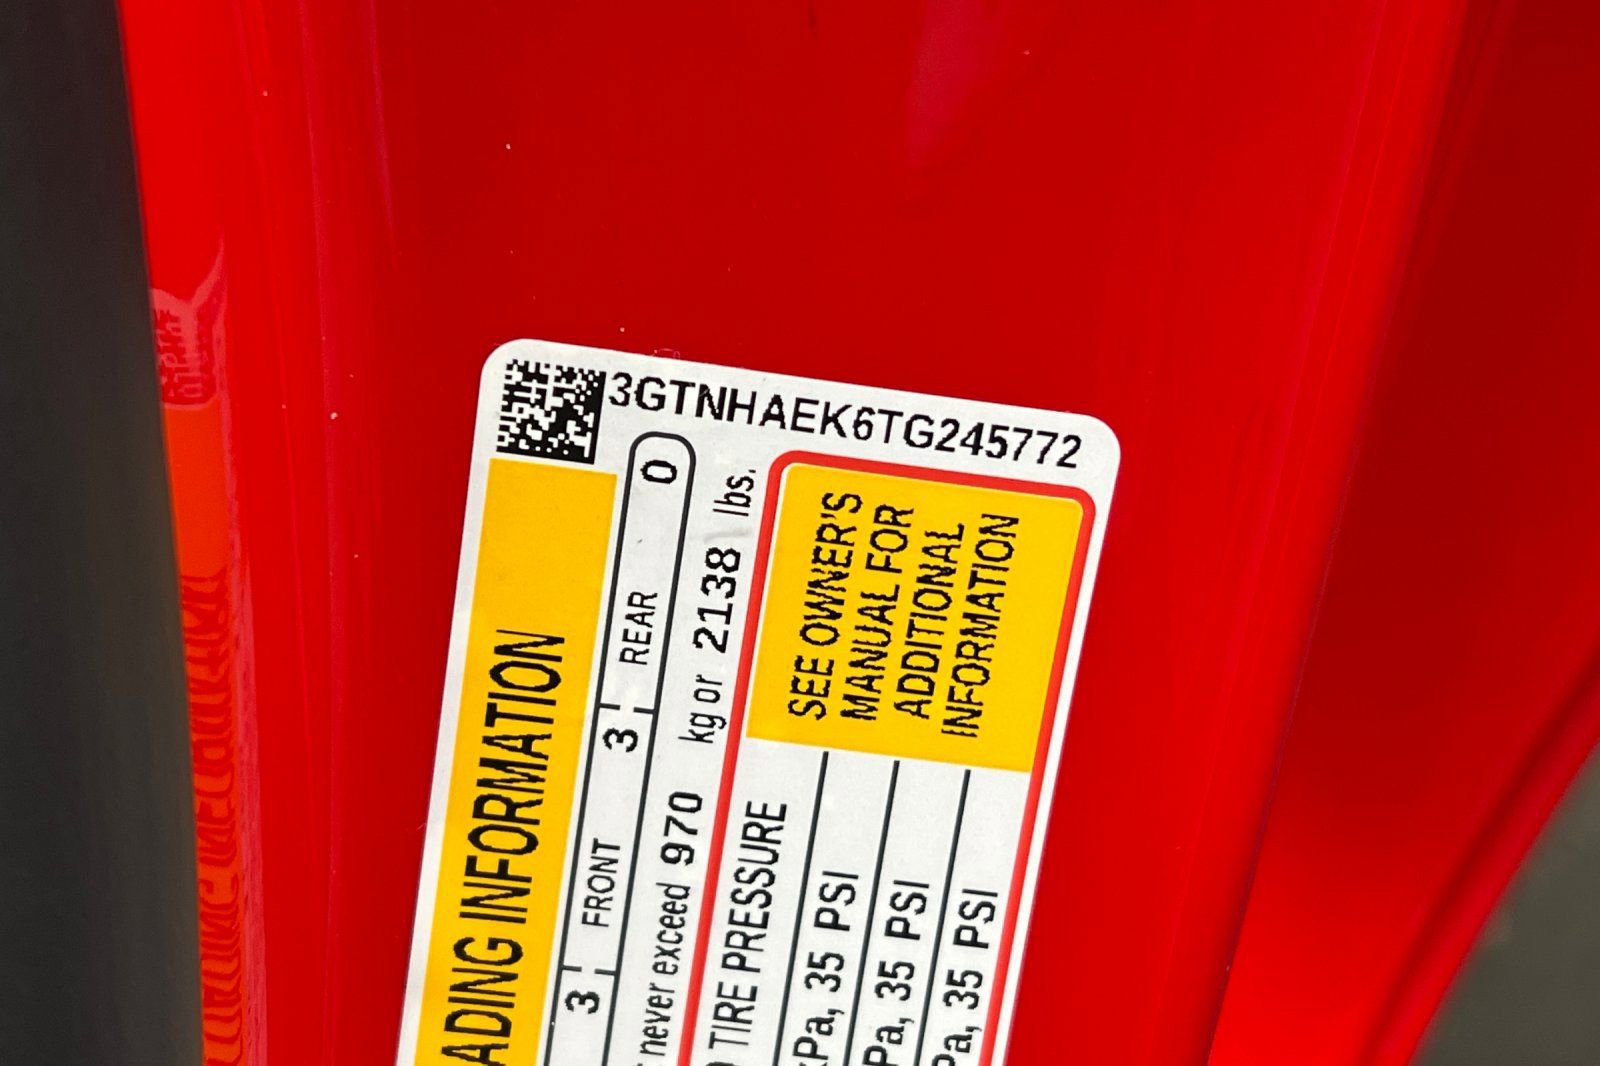 3GTNHAEK6TG245772
ADING INFORMATION
3 FRONT 3 REAR 0
never exceed 970 kg or 2138 lbs.
TIRE PRESSURE
SEE OWNER'S
MANUAL FOR
ADDITIONAL
INFORMATION
kPa, 35 PSI
Pa, 35 PSI
Pa, 35 PSI